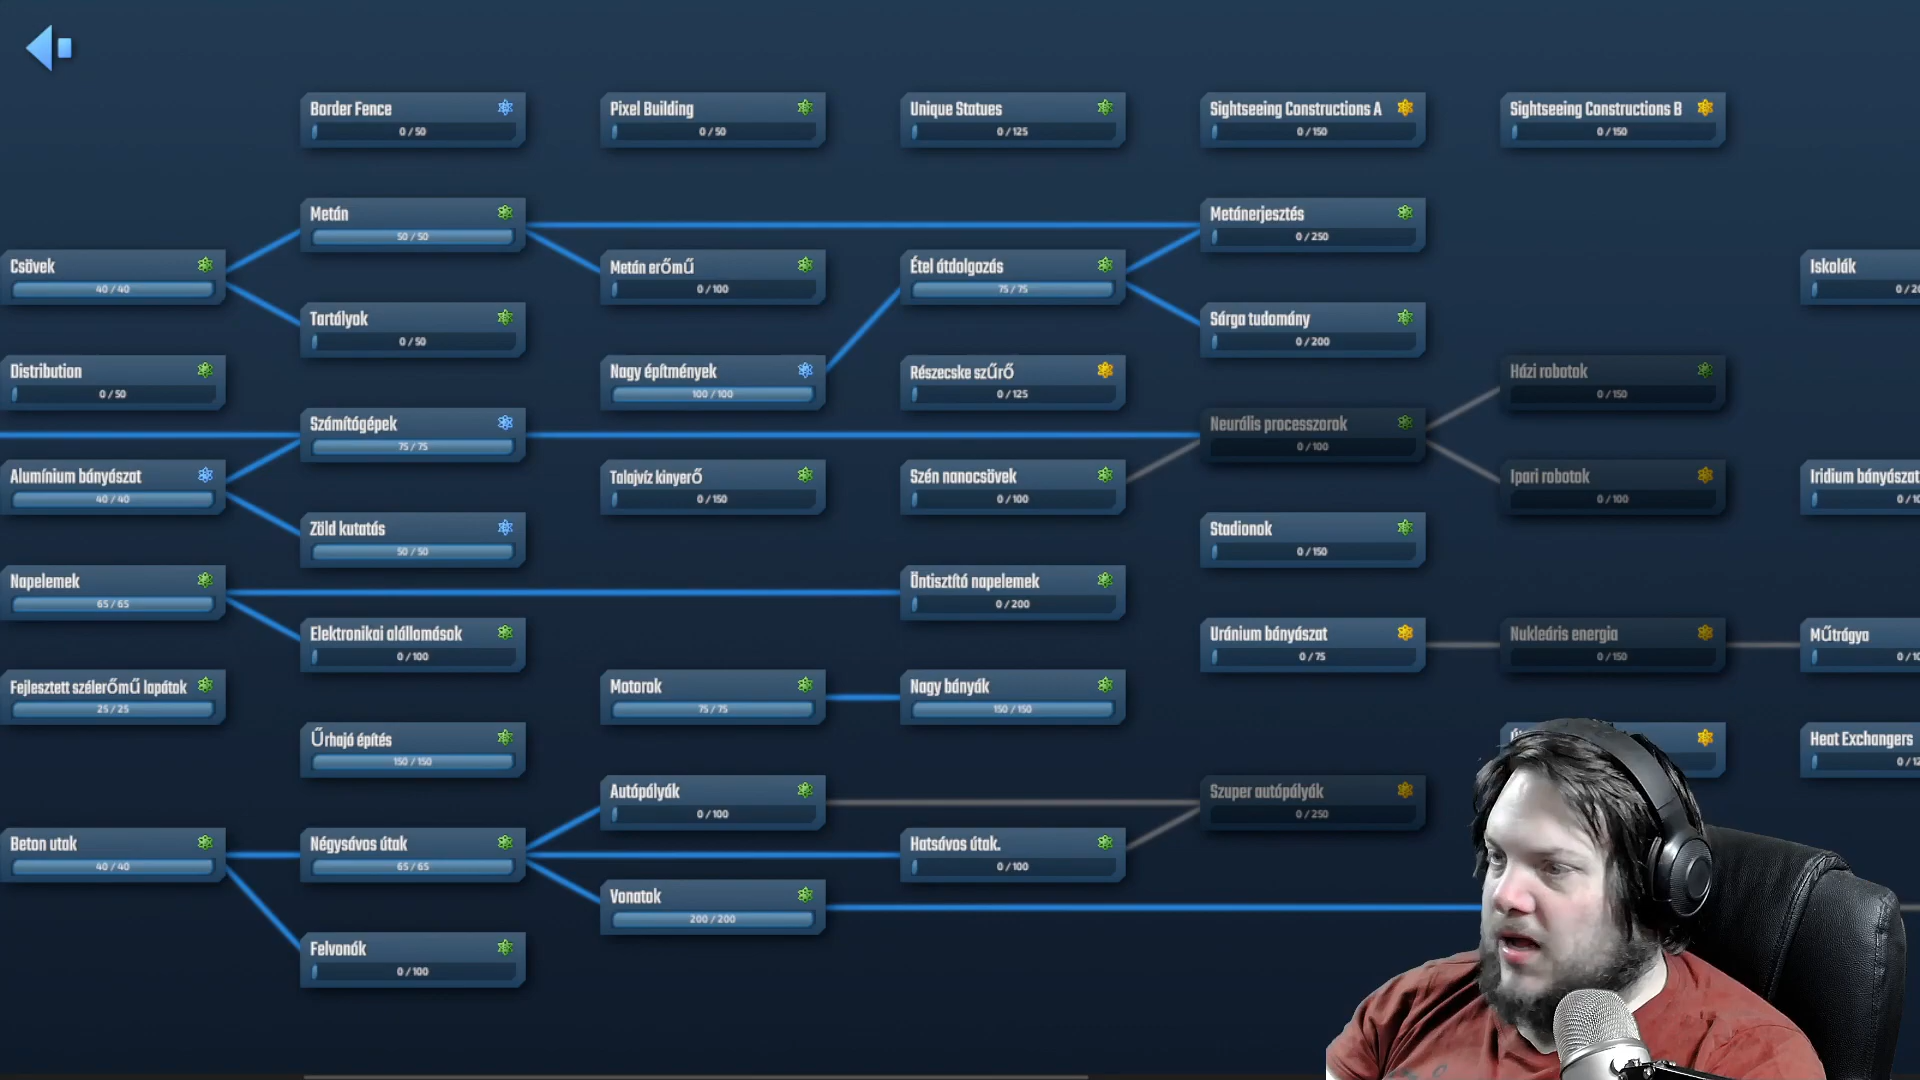 Border Fence
0 / 50
Pixel Building
0 / 50
Unique Statues
0 / 125
Sightseeing Constructions A
0 / 150
Sightseeing Constructions B
0 / 150
Metán
50 / 50
Metánerjesztés
0 / 250
Csövek
40 / 40
Metán erőmű
0 / 100
Étel átdolgozás
75 / 75
Iskolák
Tartályok
0 / 50
Sárga tudomány
0 / 200
Distribution
0 / 50
Nagy építmények
100 / 100
Részecske szűrő
0 / 125
Házi robotok
0 / 150
Számítógépek
75 / 75
Neurális processzorok
0 / 100
Alumínium bányászat
40 / 40
Talajvíz kinyerő
0 / 150
Szén nanocsövek
0 / 100
Ipari robotok
0 / 100
Iridium bányászat
Zöld kutatás
50 / 50
Stadionok
0 / 150
Napelemek
65 / 65
Öntisztító napelemek
0 / 200
Elektronikai alállomások
0 / 100
Uránium bányászat
0 / 75
Nukleáris energia
0 / 150
Műtrágya
Fejlesztett szélerőmű lapátok
25 / 25
Motorok
75 / 75
Nagy bányák
150 / 150
Űrhajó építés
150 / 150
Heat Exchangers
Autópályák
0 / 100
Szuper autópályák
0 / 250
Beton utak
40 / 40
Négysávos útak
65 / 65
Hatsávos útak.
0 / 100
Vonatok
200 / 200
Felvonók
0 / 100